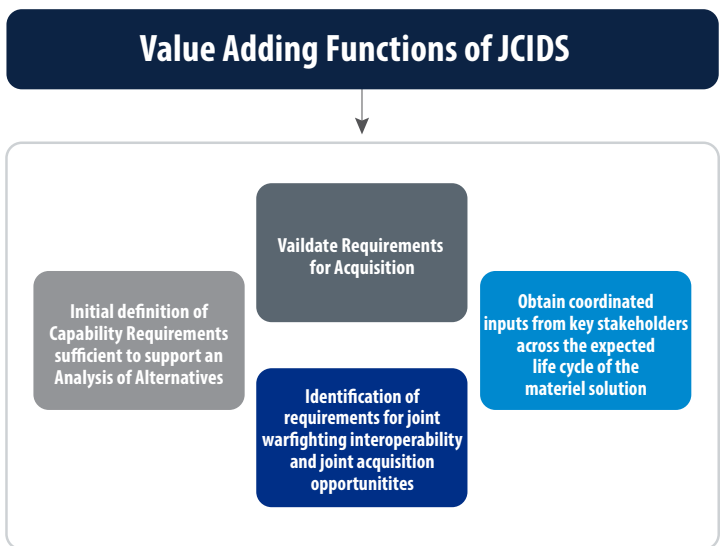 Value Adding Functions of JCIDS
Vaildate Requirements
for Acquisition
Initial definition of
Capability Requirements
sufficient to support an
Analysis of Alternatives
Obtain coordinated
inputs from key stakeholders
across the expected
life cycle of the
materiel solution
Identification of
requirements for joint
warfighting interoperability
and joint acquisition
opportunitites